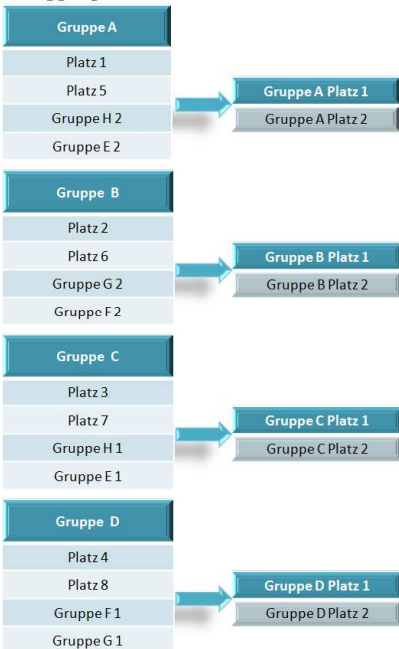 Gruppe A
Platz 1
Platz 5
Gruppe H 2
Gruppe E 2
Gruppe A Platz 1
Gruppe A Platz 2
Gruppe B
Platz 2
Platz 6
Gruppe G 2
Gruppe F 2
Gruppe B Platz 1
Gruppe B Platz 2
Gruppe C
Platz 3
Platz 7
Gruppe H 1
Gruppe E 1
Gruppe C Platz 1
Gruppe C Platz 2
Gruppe D
Platz 4
Platz 8
Gruppe F 1
Gruppe G 1
Gruppe D Platz 1
Gruppe D Platz 2